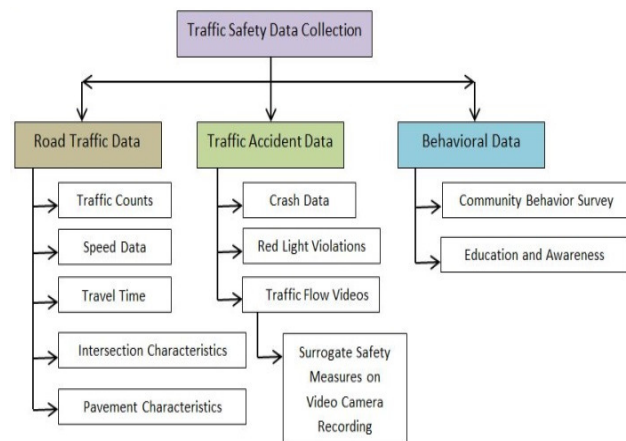 Traffic Safety Data Collection
Road Traffic Data
Traffic Counts
Speed Data
Travel Time
Intersection Characteristics
Pavement Characteristics
Traffic Accident Data
Crash Data
Red Light Violations
Traffic Flow Videos
Surrogate Safety
Measures on
Video Camera
Recording
Behavioral Data
Community Behavior Survey
Education and Awareness